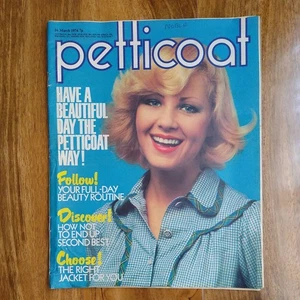 petticoat
HAVE A
BEAUTIFUL
DAY THE
PETTICOAT
WAY!
Follow!
YOUR FULL-DAY
BEAUTY ROUTINE
Discover!
HOW NOT
TO END UP
SECOND BEST
Choose!
THE RIGHT
JACKET FOR YOU